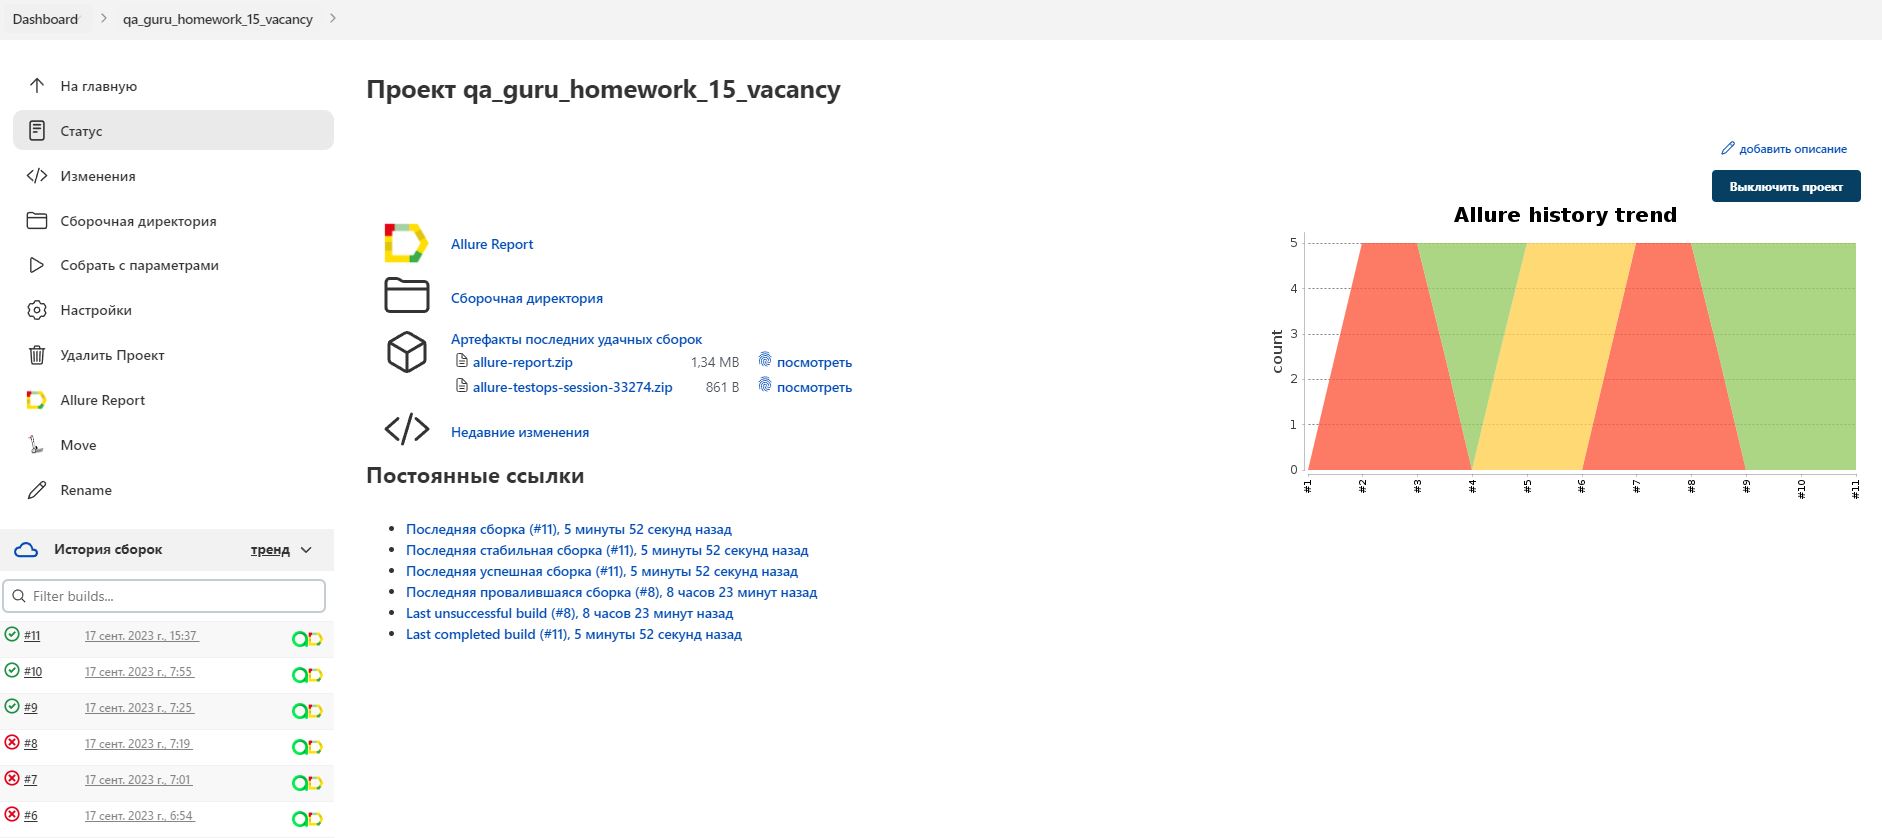 Dashboard
qa_guru_homework_15_vacancy
На главную
Статус
Изменения
Сборочная директория
Собрать с параметрами
Настройки
Удалить Проект
Allure Report
Move
Rename
История сборок
тренд
Filter builds...
#11 17 сент. 2023 г., 15:37
#10 17 сент. 2023 г., 7:55
#9 17 сент. 2023 г., 7:25
#8 17 сент. 2023 г., 7:19
#7 17 сент. 2023 г., 7:01
#6 17 сент. 2023 г., 6:54
Проект qa_guru_homework_15_vacancy
добавить описание
Выключить проект
Allure Report
Сборочная директория
Артефакты последних удачных сборок
allure-report.zip 1,34 MB посмотреть
allure-testops-session-33274.zip 861 B посмотреть
Недавние изменения
Постоянные ссылки
Последняя сборка (#11), 5 минуты 52 секунд назад
Последняя стабильная сборка (#11), 5 минуты 52 секунд назад
Последняя успешная сборка (#11), 5 минуты 52 секунд назад
Последняя провалившаяся сборка (#8), 8 часов 23 минут назад
Last unsuccessful build (#8), 8 часов 23 минут назад
Last completed build (#11), 5 минуты 52 секунд назад
Allure history trend
count
5
4
3
2
1
0
#1 #2 #3 #4 #5 #6 #7 #8 #9 #10 #11